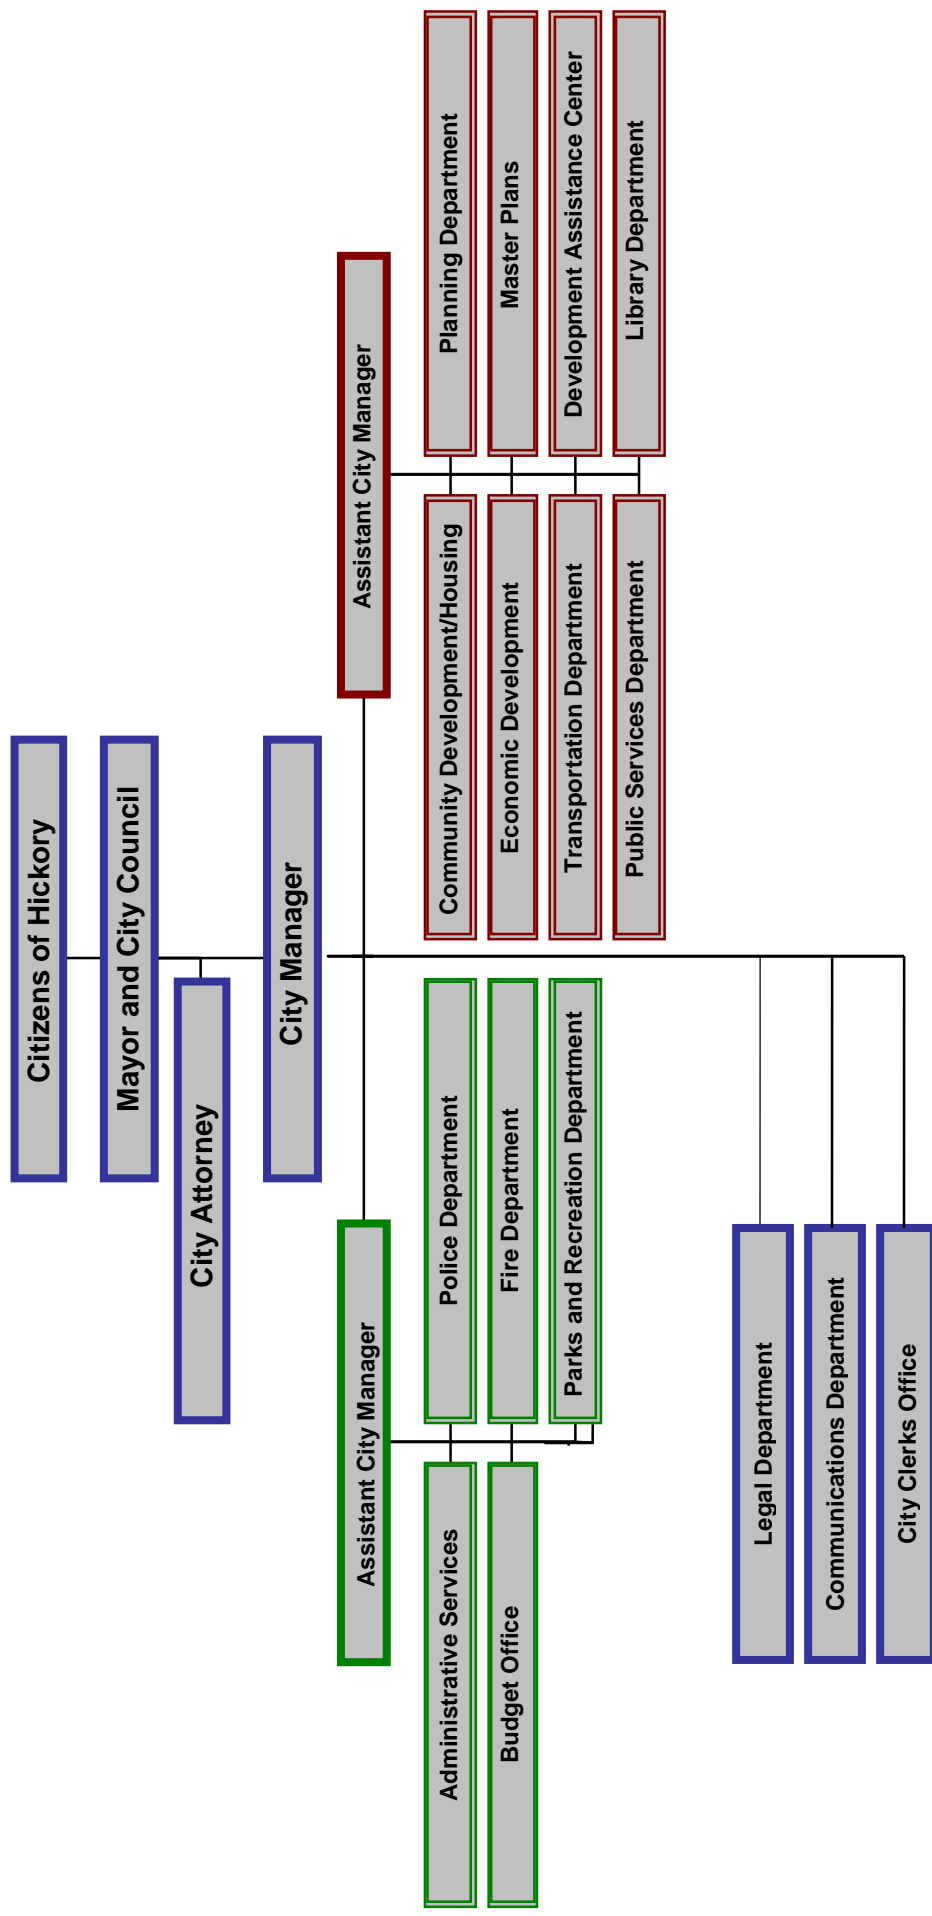 Citizens of Hickory
Mayor and City Council
City Attorney
City Manager
Assistant City Manager
Assistant City Manager
Administrative Services
Police Department
Community Development/Housing
Planning Department
Budget Office
Fire Department
Economic Development
Master Plans
Parks and Recreation Department
Transportation Department
Development Assistance Center
Public Services Department
Library Department
Legal Department
Communications Department
City Clerks Office